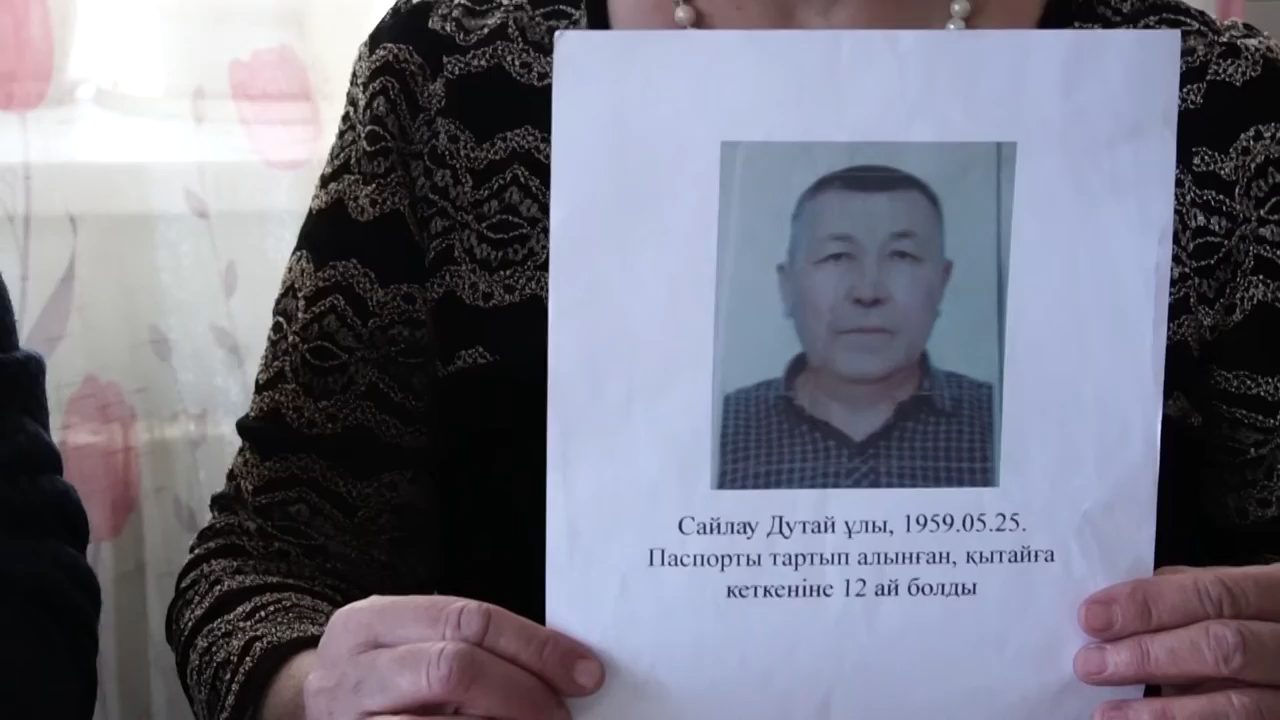 Сайлау Дутай ұлы, 1959.05.25.
Паспорты тартып алынған, қытайға
кеткеніне 12 ай болды